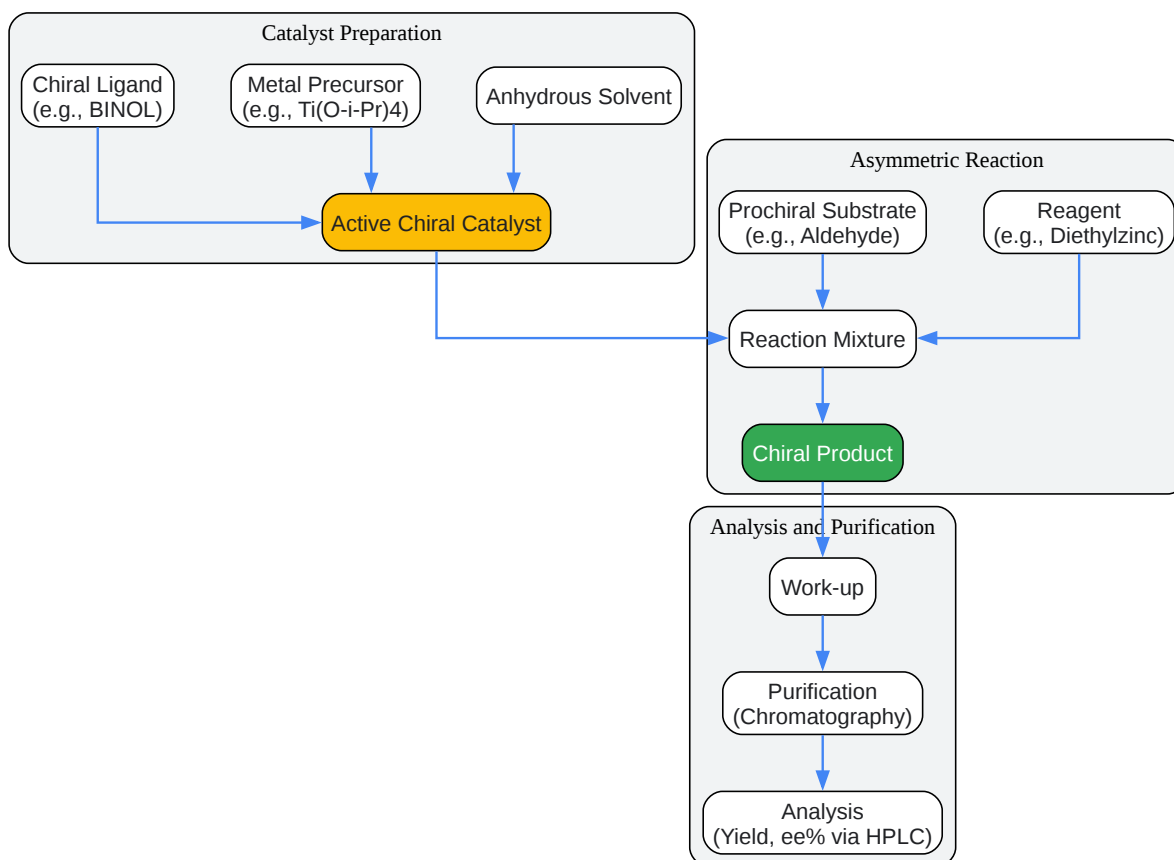 Catalyst Preparation
Chiral Ligand
(e.g., BINOL)
Metal Precursor
(e.g., Ti(O-i-Pr)4
Anhydrous Solvent
Active Chiral Catalyst
Asymmetric Reaction
Prochiral Substrate
(e.g., Aldehyde)
Reagent
(e.g., Diethylzinc)
Reaction Mixture
Chiral Product
Analysis and Purification
Work-up
Purification
(Chromatography)
Analysis
(Yield, ee% via HPLC)